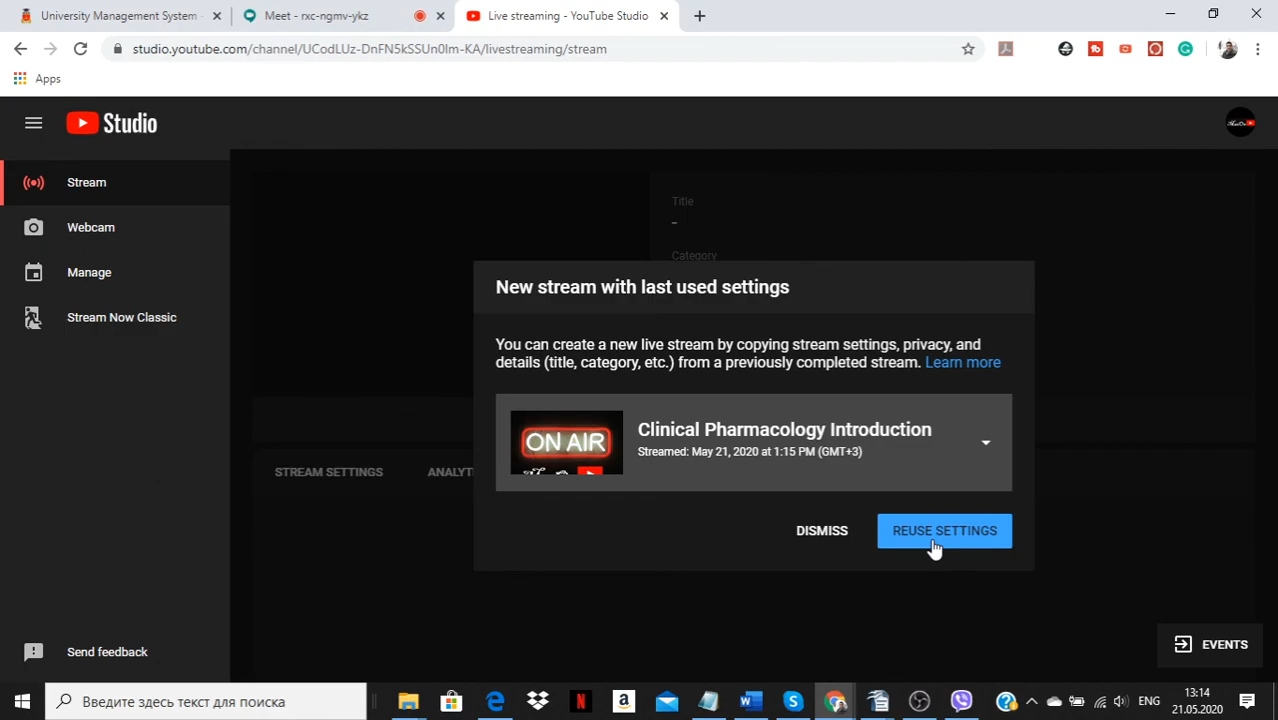 University Management System -
Meet - rxc-ngmv-ykz
Live streaming - YouTube Studio
studio.youtube.com/channel/UCodLUz-DnFN5kSSUn0lm-KA/livestreaming/stream
Apps
Studio
Stream
Webcam
Manage
Stream Now Classic
Title
–
Category
New stream with last used settings
You can create a new live stream by copying stream settings, privacy, and
details (title, category, etc.) from a previously completed stream. Learn more
ON AIR
Clinical Pharmacology Introduction
Streamed: May 21, 2020 at 1:15 PM (GMT+3)
STREAM SETTINGS
ANALYT
DISMISS
REUSE SETTINGS
Send feedback
EVENTS
Введите здесь текст для поиска
ENG
13:14
21.05.2020